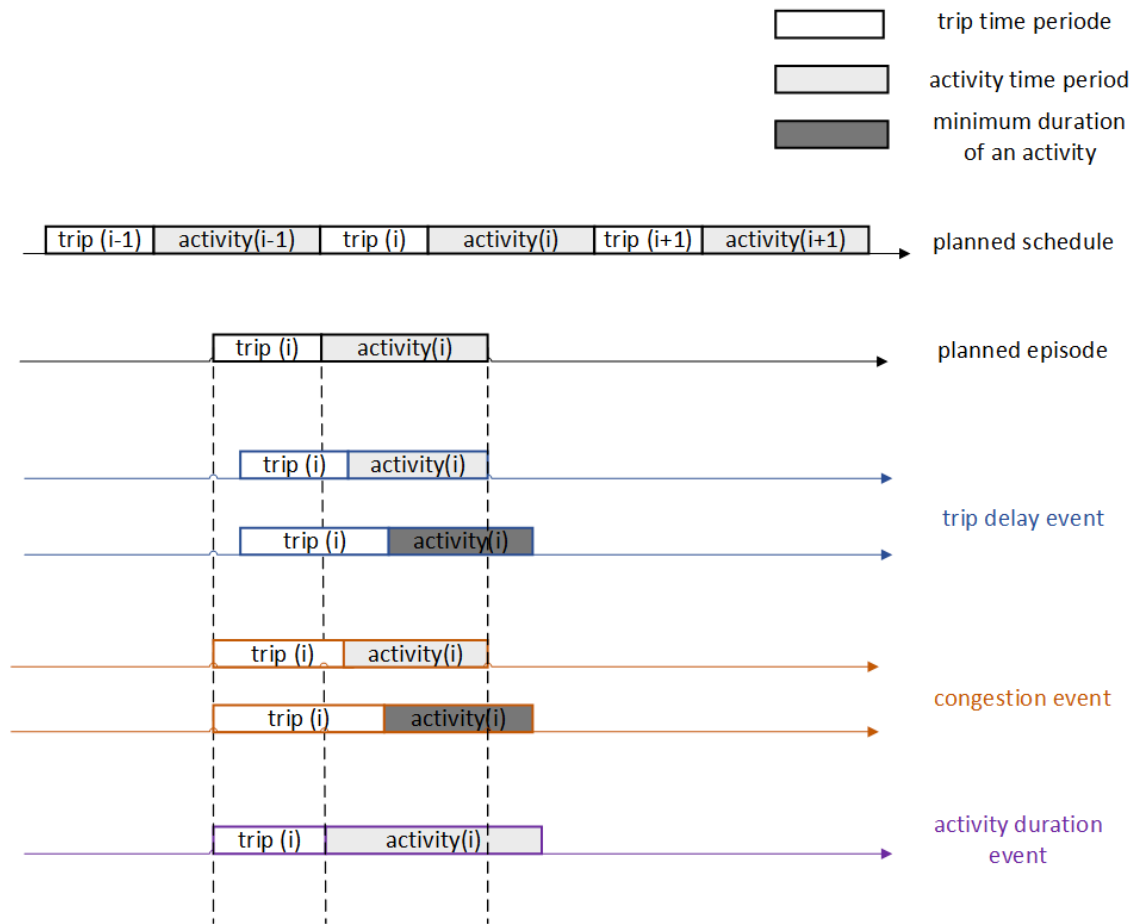 trip time periode
activity time period
minimum duration
of an activity
trip (i-1) activity(i-1) trip (i) activity(i) trip (i+1) activity(i+1) planned schedule
trip (i) activity(i) planned episode
trip (i) activity(i)
trip delay event
trip (i) activity(i)
trip (i) activity(i)
congestion event
trip (i) activity(i)
trip (i) activity(i)
activity duration
event